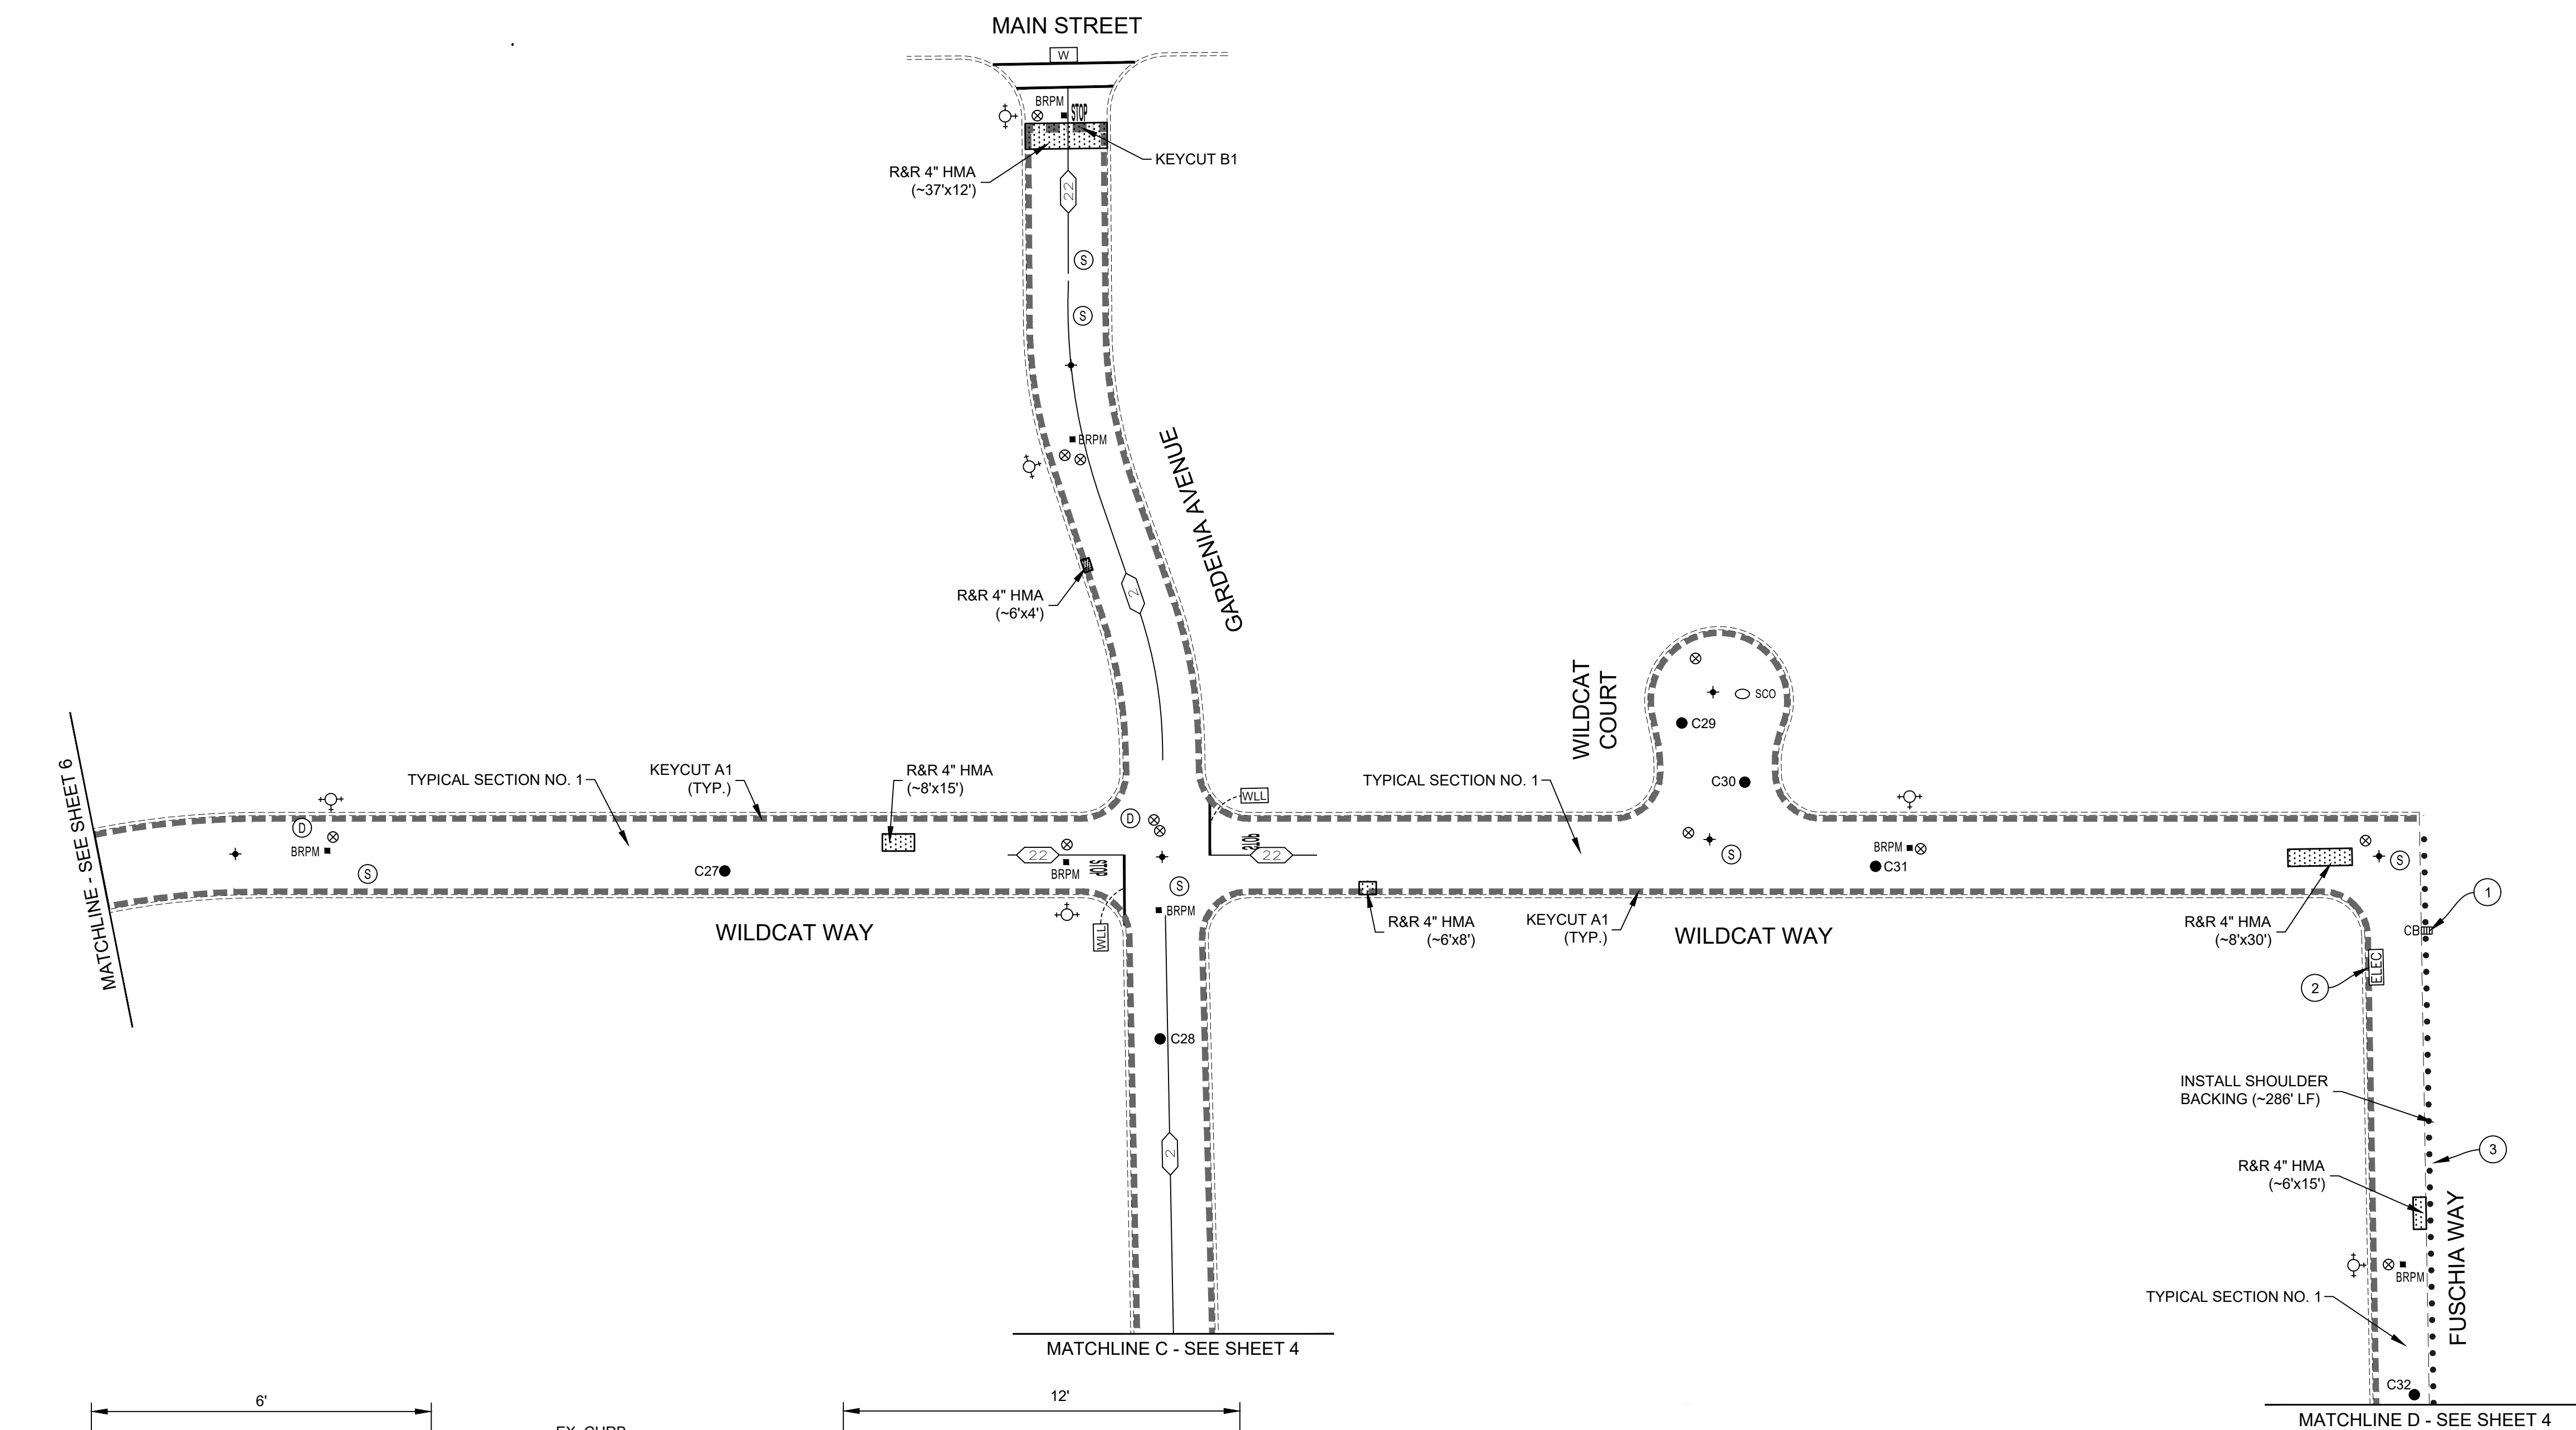 MAIN STREET
W
BRPM
STOP
KEYCUT B1
R&R 4" HMA
(~37'x12')
22
S
S
BRPM
GARDENIA AVENUE
R&R 4" HMA
(~6'x4')
2
WILDCAT
COURT
SCO
C29
C30
MATCHLINE - SEE SHEET 6
TYPICAL SECTION NO. 1
KEYCUT A1
(TYP.)
R&R 4" HMA
(~8'x15')
D
BRPM
S
C27
22
BRPM
STOP
WLL
D
S
BRPM
WLL
STOP
22
TYPICAL SECTION NO. 1
S
BRPM
C31
S
WILDCAT WAY
R&R 4" HMA
(~6'x8')
KEYCUT A1
(TYP.)
WILDCAT WAY
R&R 4" HMA
(~8'x30')
1
CB
ELEC
2
C28
INSTALL SHOULDER
BACKING (~286' LF)
3
2
R&R 4" HMA
(~6'x15')
FUSCHIA WAY
BRPM
TYPICAL SECTION NO. 1
C32
MATCHLINE C - SEE SHEET 4
MATCHLINE D - SEE SHEET 4
6'
12'